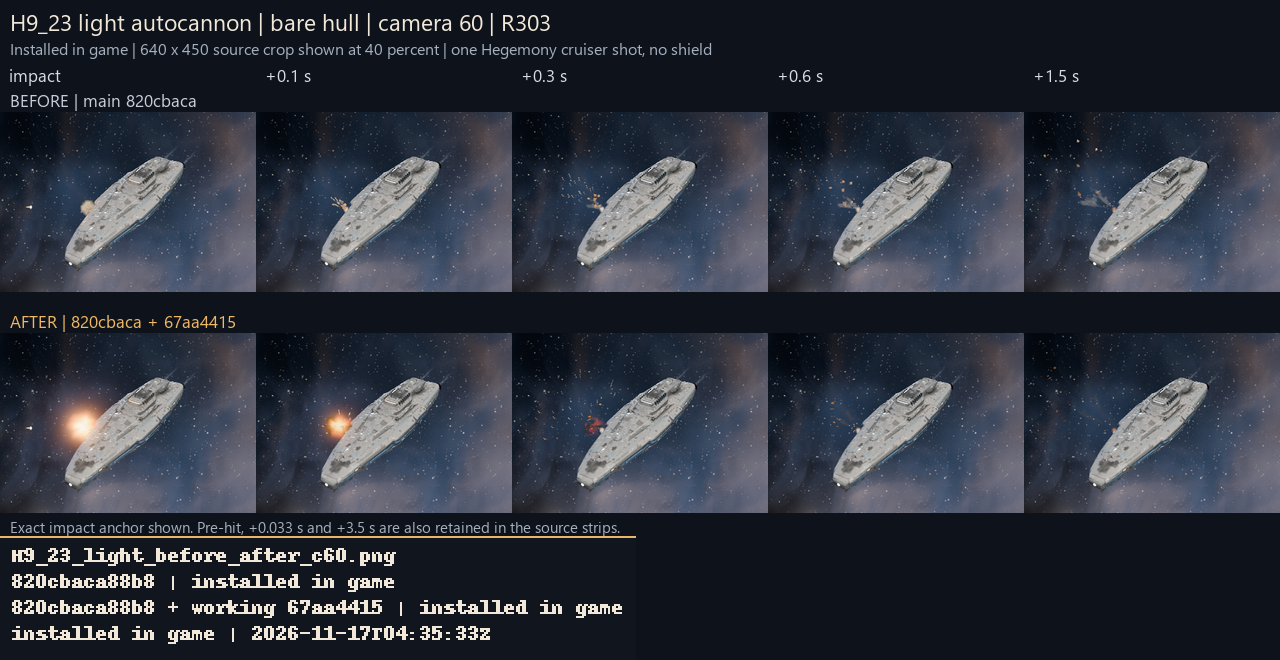 H9_23 light autocannon | bare hull | camera 60 | R303
Installed in game | 640 x 450 source crop shown at 40 percent | one Hegemony cruiser shot, no shield
impact +0.1 s +0.3 s +0.6 s +1.5 s
BEFORE | main 820cbaca
AFTER | 820cbaca + 67aa4415
Exact impact anchor shown. Pre-hit, +0.033 s and +3.5 s are also retained in the source strips.
H9_23_light_before_after_c60.png
820cbaca88b8 | installed in game
820cbaca88b8 + working 67aa4415 | installed in game
installed in game | 2026-11-17T04:35:33Z